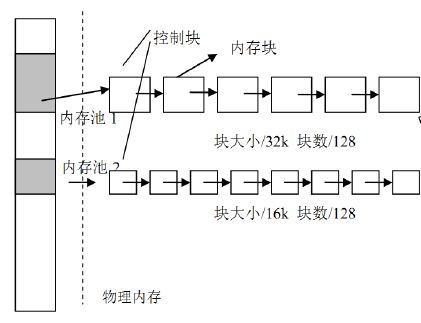 控制块
内存块
内存池 1
块大小/32k 块数/128
内存池 2
块大小/16k 块数/128
物理内存